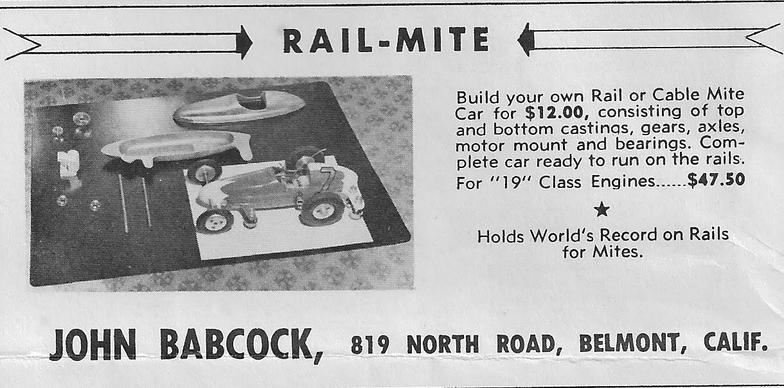 RAIL-MITE
Build your own Rail or Cable Mite
Car for $12.00, consisting of top
and bottom castings, gears, axles,
motor mount and bearings. Com-
plete car ready to run on the rails.
For "19" Class Engines......$47.50
★
Holds World's Record on Rails
for Mites.
7
JOHN BABCOCK, 819 NORTH ROAD, BELMONT, CALIF.